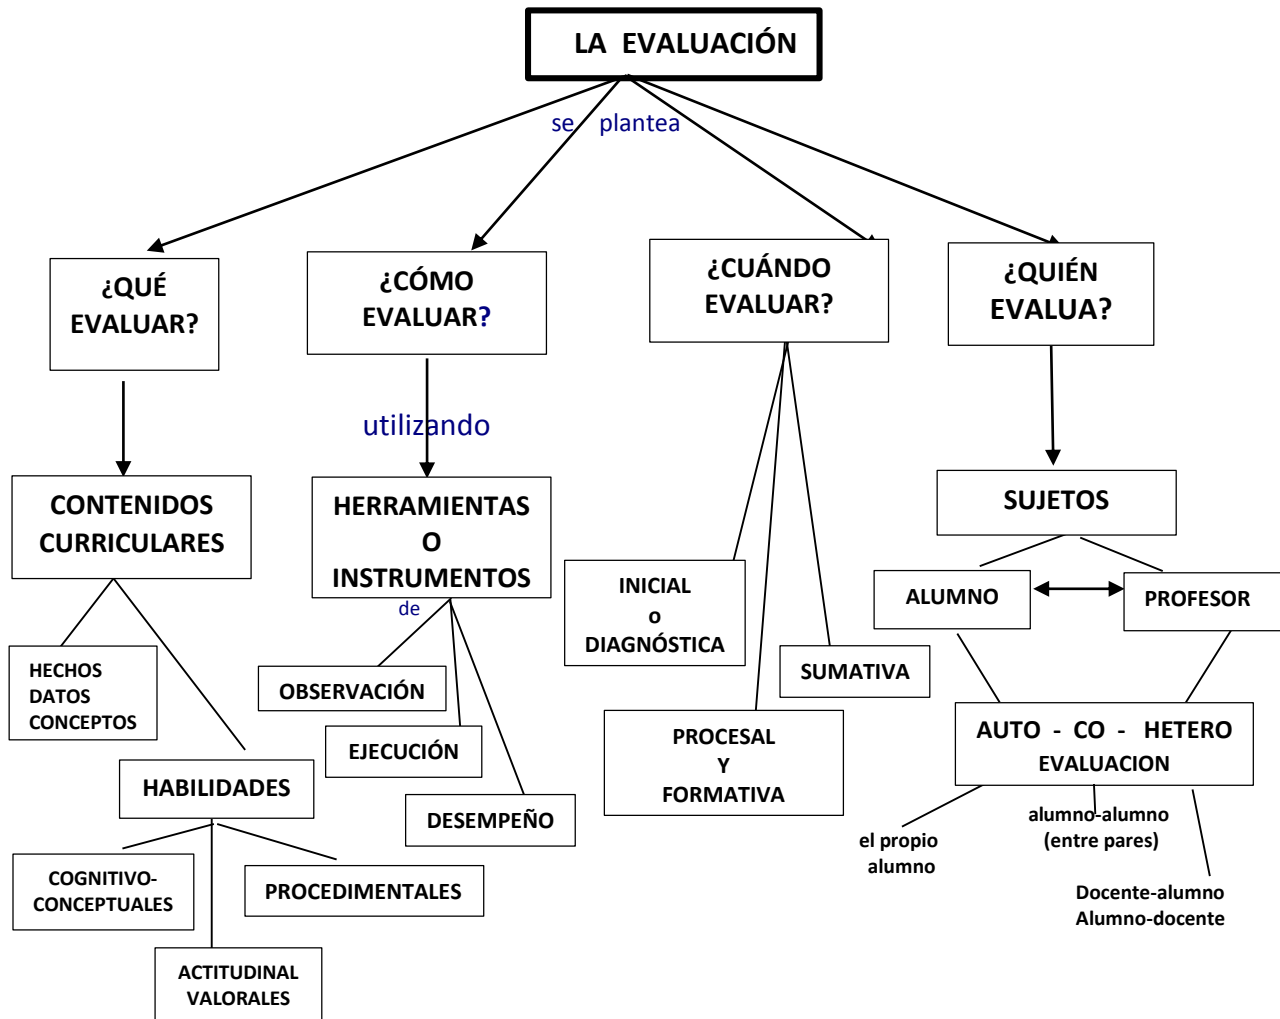 LA EVALUACIÓN
se plantea
¿QUÉ
EVALUAR?
¿CÓMO
EVALUAR?
¿CUÁNDO
EVALUAR?
¿QUIÉN
EVALUA?
utilizando
CONTENIDOS
CURRICULARES
HERRAMIENTAS
O
INSTRUMENTOS
de
SUJETOS
INICIAL
o
DIAGNÓSTICA
ALUMNO
PROFESOR
HECHOS
DATOS
CONCEPTOS
OBSERVACIÓN
SUMATIVA
EJECUCIÓN
PROCESAL
Y
FORMATIVA
AUTO - CO - HETERO
EVALUACION
HABILIDADES
DESEMPEÑO
el propio
alumno
alumno-alumno
(entre pares)
COGNITIVO-
CONCEPTUALES
PROCEDIMENTALES
Docente-alumno
Alumno-docente
ACTITUDINAL
VALORALES